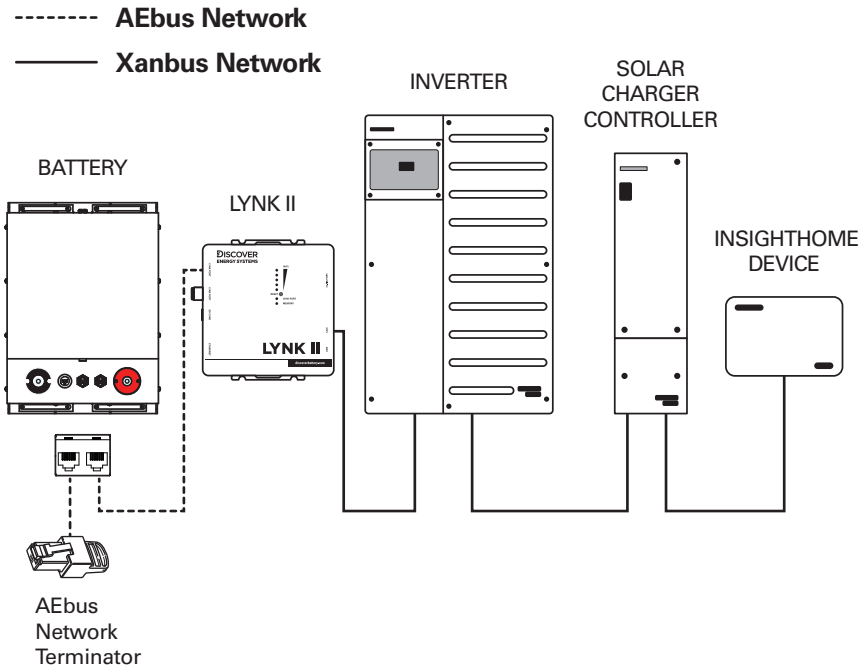 AEbus Network
Xanbus Network
INVERTER
SOLAR
CHARGER
CONTROLLER
BATTERY
LYNK II
INSIGHTHOME
DEVICE
DISCOVER
ENERGY SYSTEMS
LYNK II
AEbus
Network
Terminator